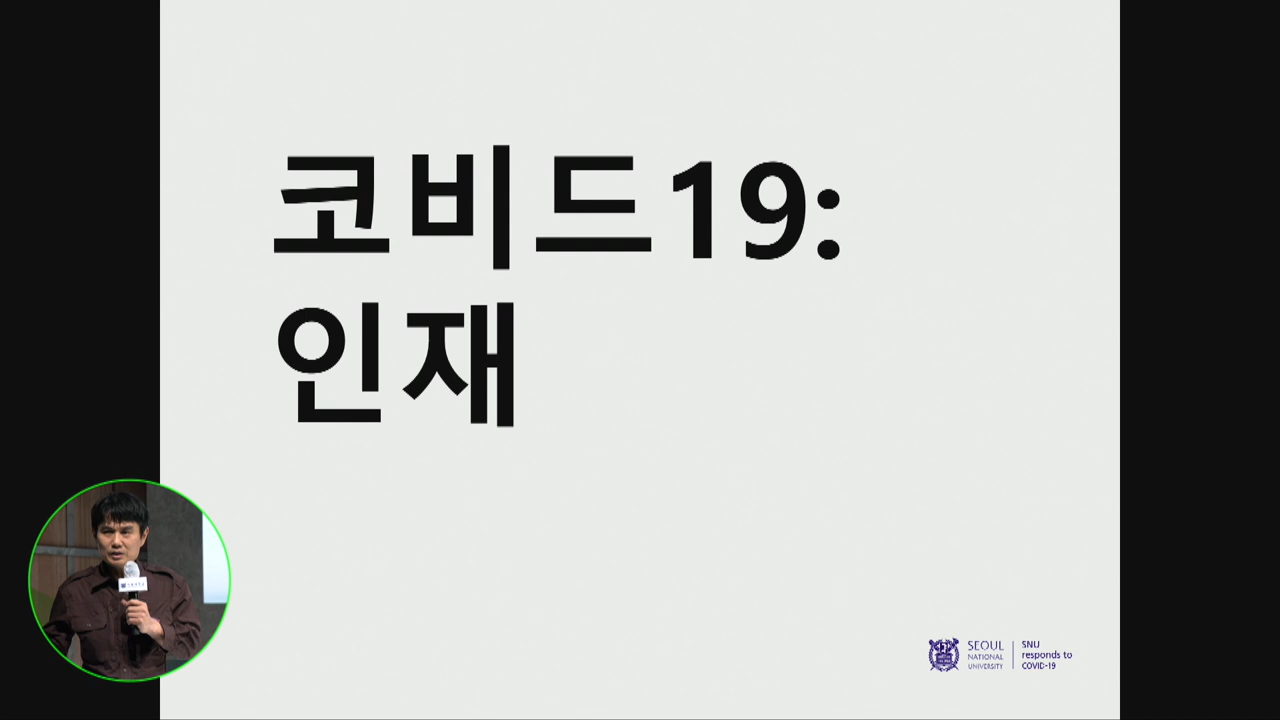 코비드19:
인재
SEOUL
NATIONAL
UNIVERSITY
SNU
responds to
COVID-19